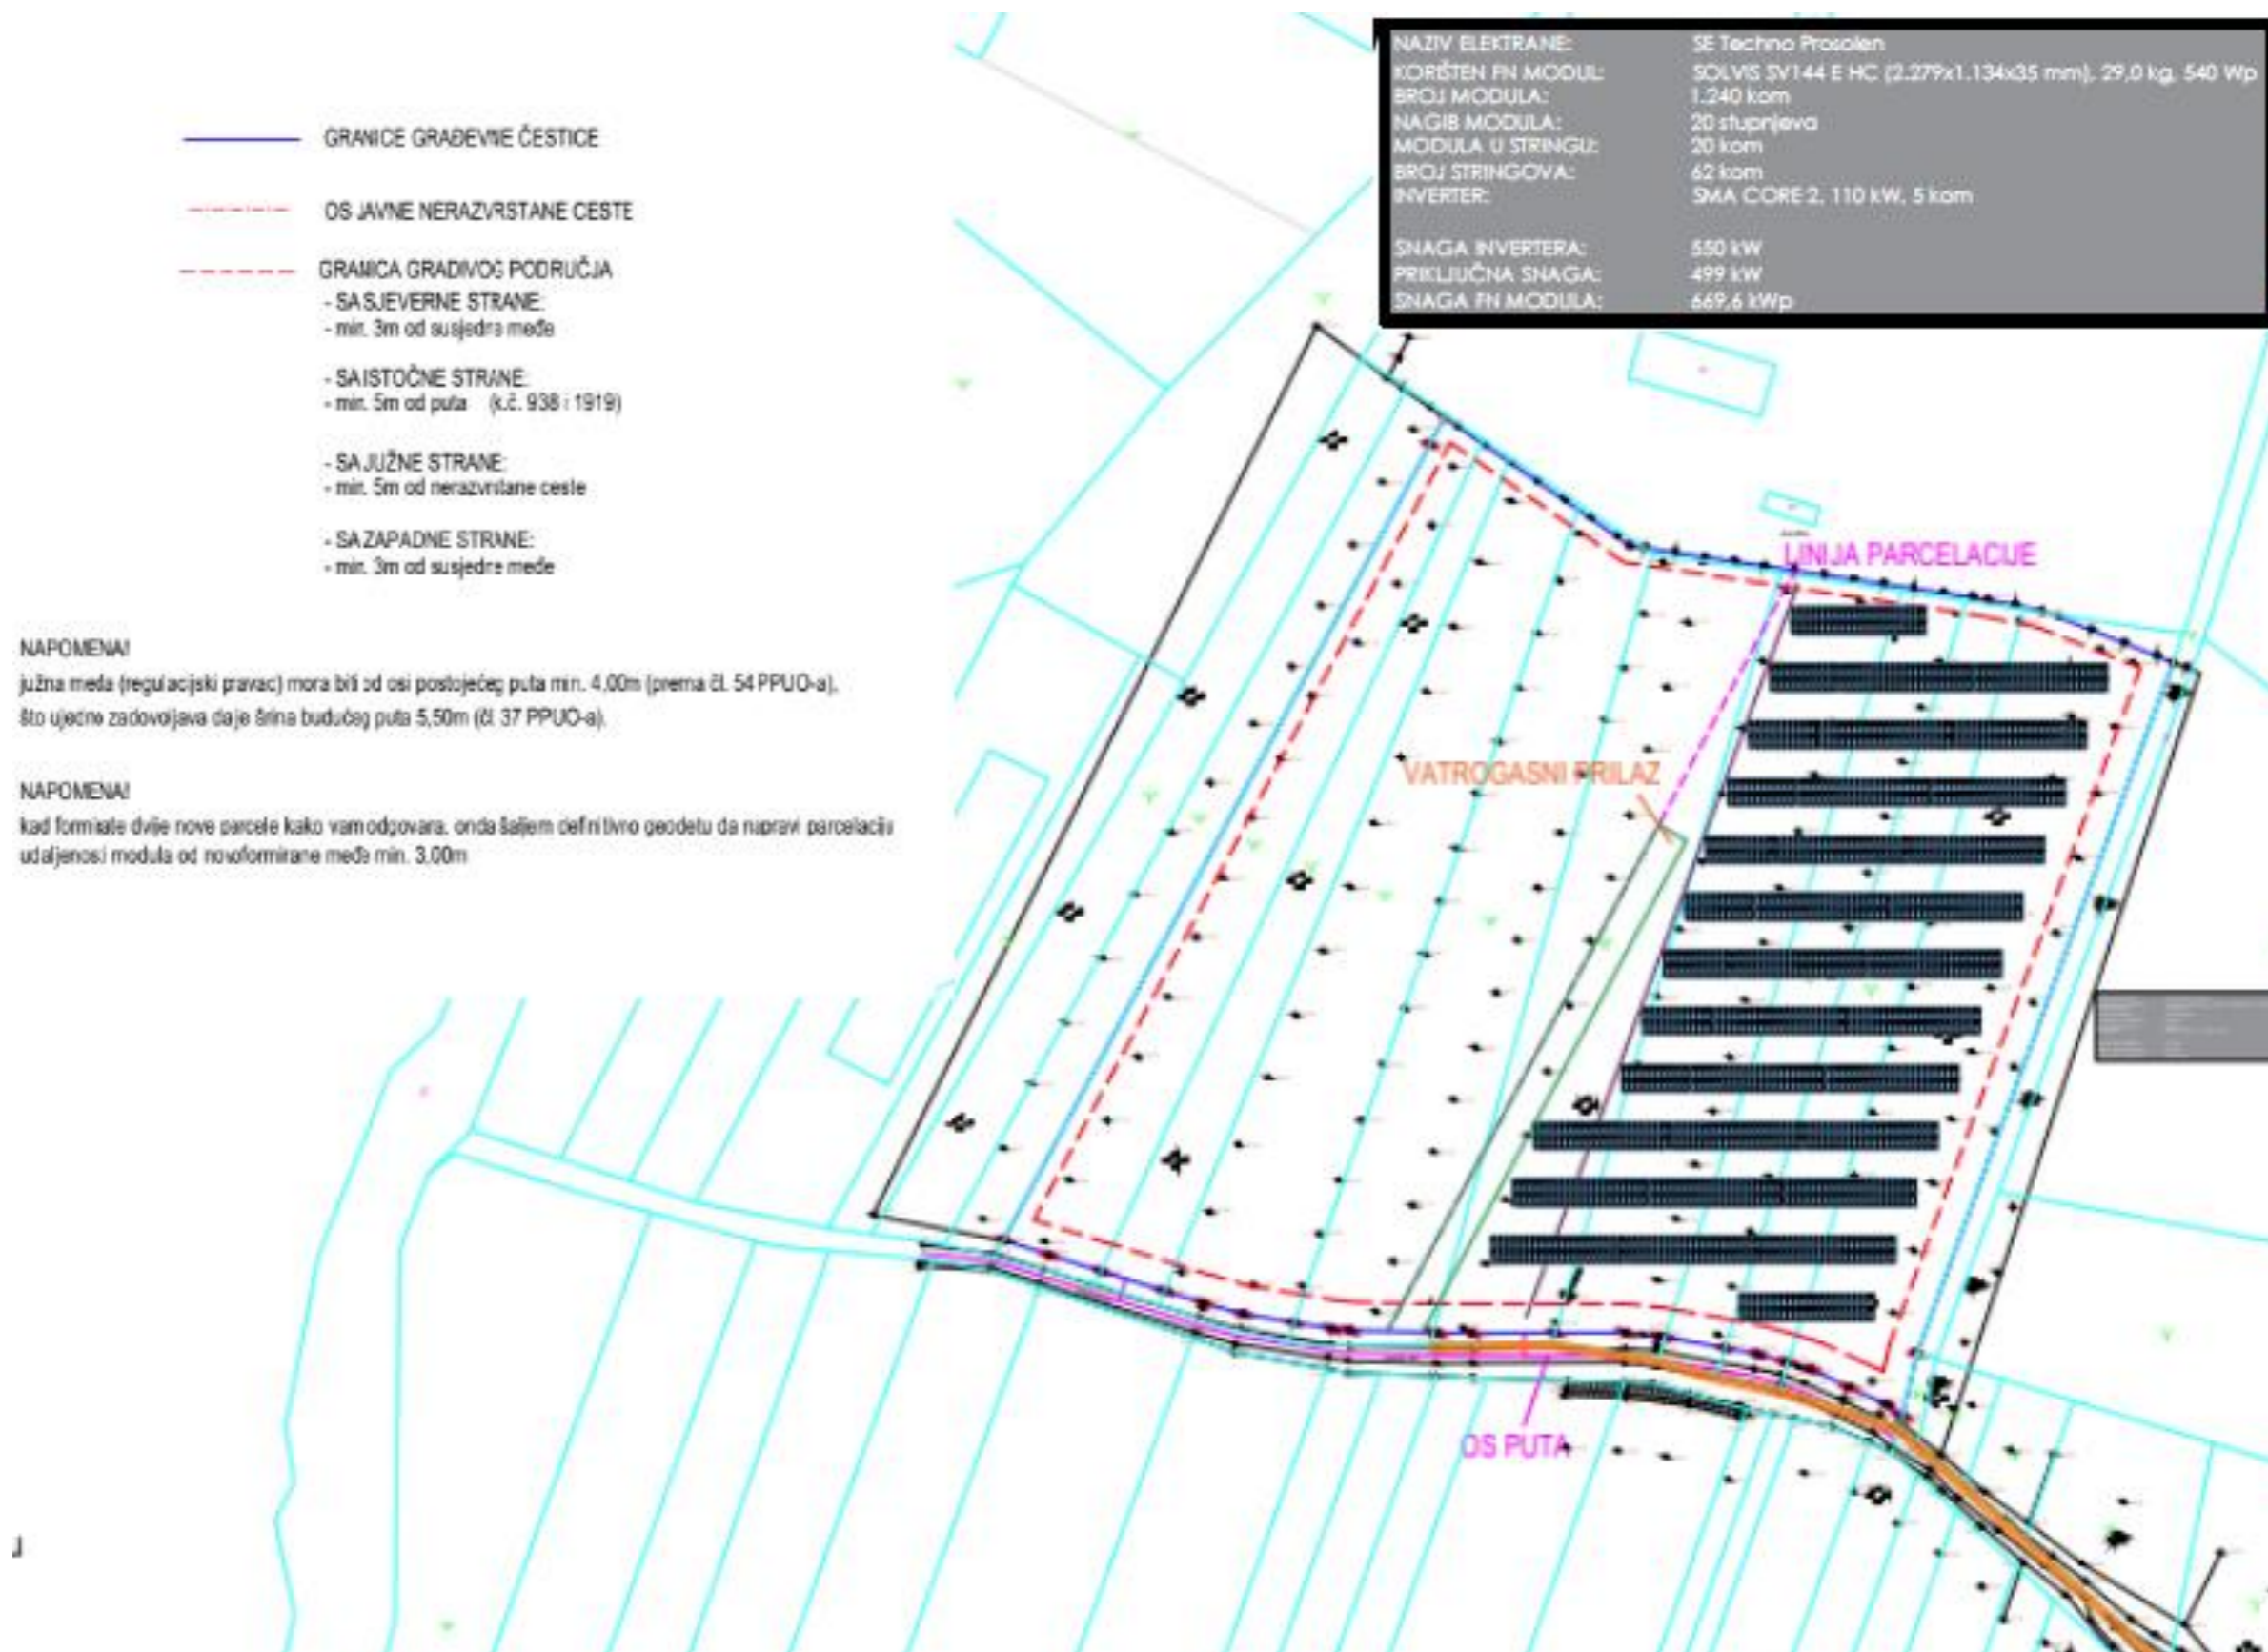 GRANICE GRAĐEVNE ČESTICE
OS JAVNE NERAZVRSTANE CESTE
GRANICA GRADIVOG PODRUČJA
- SA SJEVERNE STRANE:
- min. 3m od susjedne međe
- SA ISTOČNE STRANE:
- min. 5m od puta (k.č. 938 i 1919)
- SA JUŽNE STRANE:
- min. 5m od nerazvrstane ceste
- SA ZAPADNE STRANE:
- min. 3m od susjedne međe
NAPOMENA!
južna međa (regulacijski pravac) mora biti od osi postojećeg puta min. 4,00m (prema čl. 54 PPUO-a),
što ujedno zadovoljava da je širina budućeg puta 5,50m (čl. 37 PPUO-a).
NAPOMENA!
kad formirate dvije nove parcele kako vam odgovara, onda šaljem definitivno geodetu da napravi parcelaciju
udaljenost modula od novoformirane međe min. 3,00m
NAZIV ELEKTRANE: SE Techno Prosolen
KORIŠTEN FN MODUL: SOLVIS SV144 E HC (2.279x1.134x35 mm), 29,0 kg, 540 Wp
BROJ MODULA: 1.240 kom
NAGIB MODULA: 20 stupnjeva
MODULA U STRINGU: 20 kom
BROJ STRINGOVA: 62 kom
INVERTER: SMA CORE 2, 110 kW, 5 kom
SNAGA INVERTERA: 550 kW
PRIKLJUČNA SNAGA: 499 kW
SNAGA FN MODULA: 669,6 kWp
LINIJA PARCELACIJE
VATROGASNI PRILAZ
OS PUTA